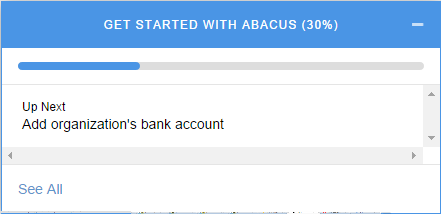 GET STARTED WITH ABACUS (30%)
Up Next
Add organization's bank account
See All